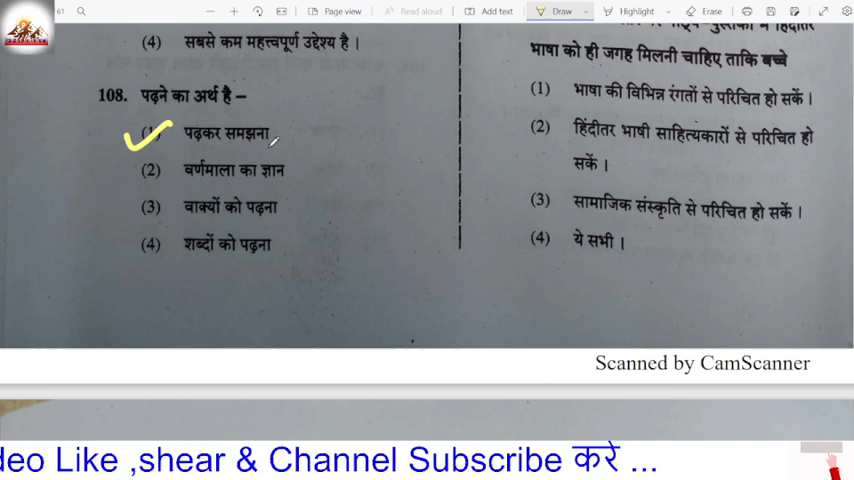 61
Page view
Read aloud
Add text
Draw
Highlight
Erase
(4) सबसे कम महत्त्वपूर्ण उद्देश्य है।
108. पढ़ने का अर्थ है –
(1) पढ़कर समझना
(2) वर्णमाला का ज्ञान
(3) वाक्यों को पढ़ना
(4) शब्दों को पढ़ना
में हिंदीतर
भाषा को ही जगह मिलनी चाहिए ताकि बच्चे
(1) भाषा की विभिन्न रंगतों से परिचित हो सकें।
(2) हिंदीतर भाषी साहित्यकारों से परिचित हो
सकें।
(3) सामाजिक संस्कृति से परिचित हो सकें।
(4) ये सभी।
Scanned by CamScanner
deo Like ,shear & Channel Subscribe करे ...